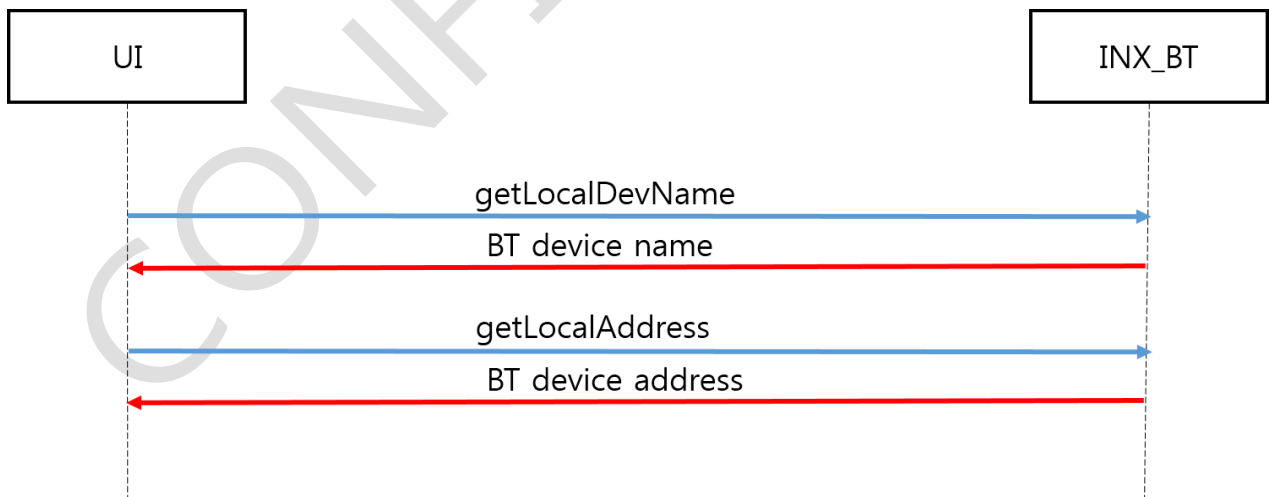 UI
INX_BT
getLocalDevName
BT device name
getLocalAddress
BT device address